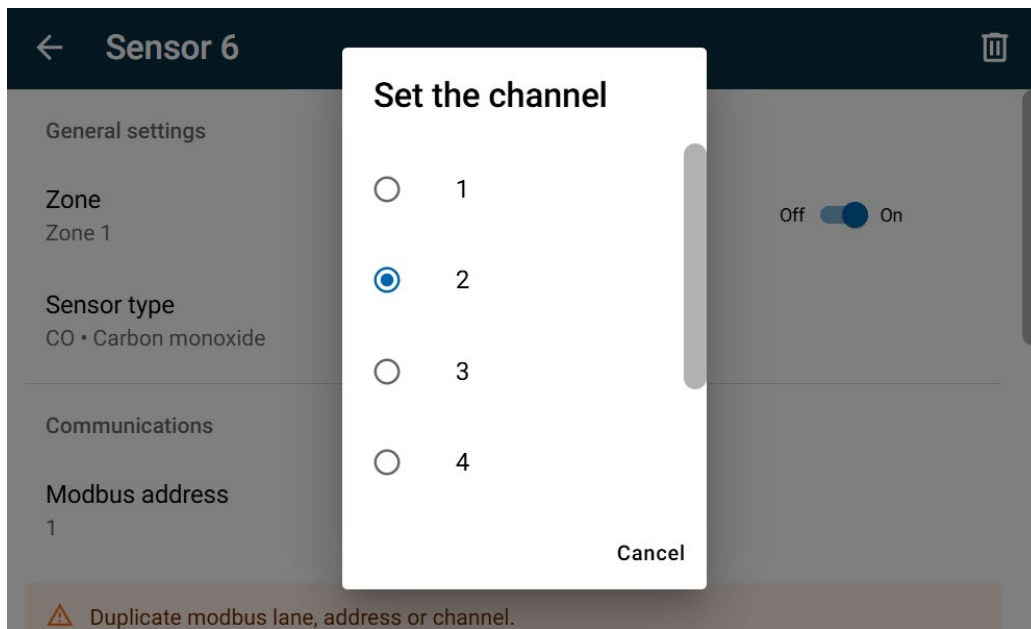 Sensor 6
General settings
Zone
Zone 1
Off On
Sensor type
CO • Carbon monoxide
Communications
Modbus address
1
Duplicate modbus lane, address or channel.
Set the channel
1
2
3
4
Cancel